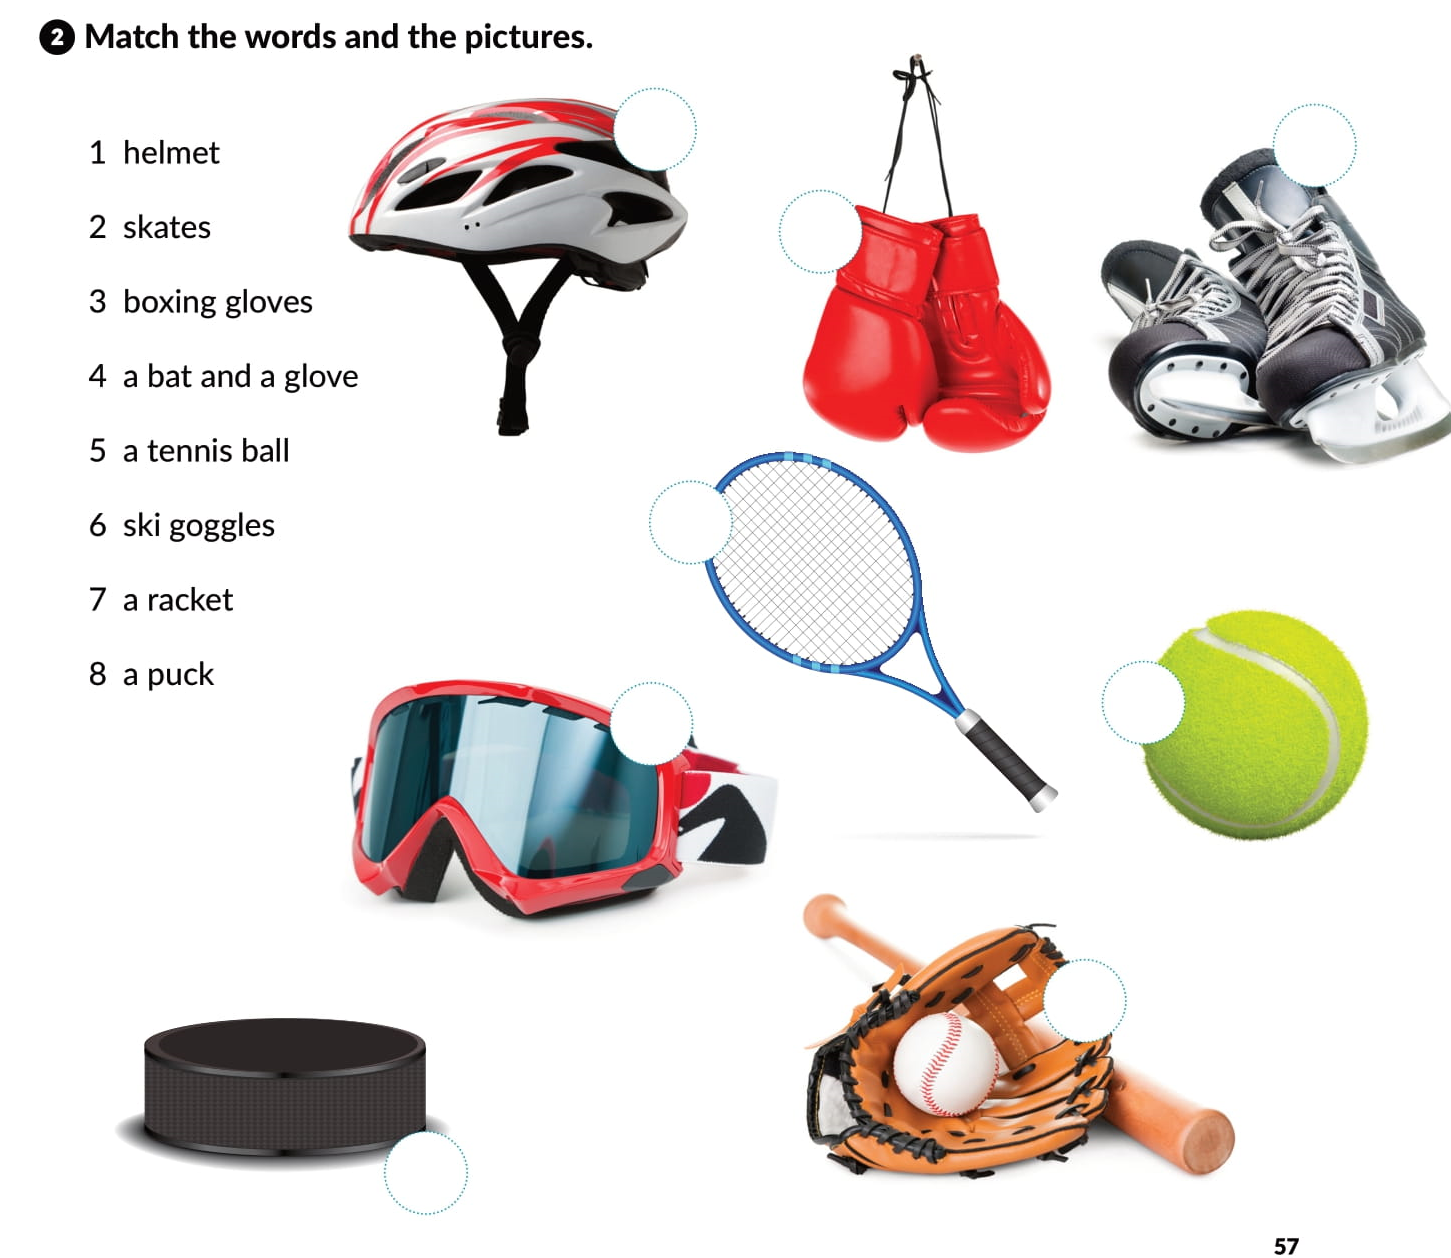 2 Match the words and the pictures.
1 helmet
2 skates
3 boxing gloves
4 a bat and a glove
5 a tennis ball
6 ski goggles
7 a racket
8 a puck
57